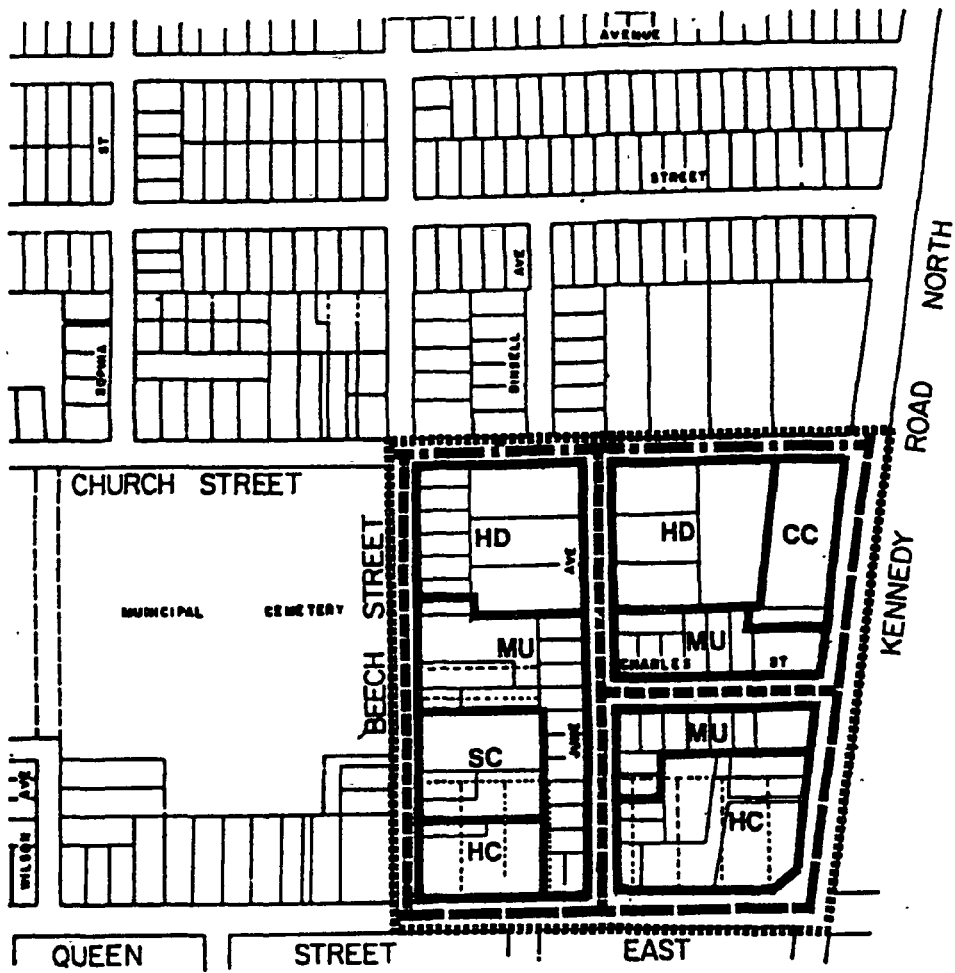 AVENUE
ST
STREET
NORTH
AVE
SOPHIA
BINSELL
ROAD
CHURCH STREET
BEECH STREET
HD
AVE
HD
CC
KENNEDY
MUNICIPAL CEMETERY
MU
MU
CHARLES ST
JUNE
MU
SC
AVE
WILSON
HC
HC
QUEEN STREET EAST